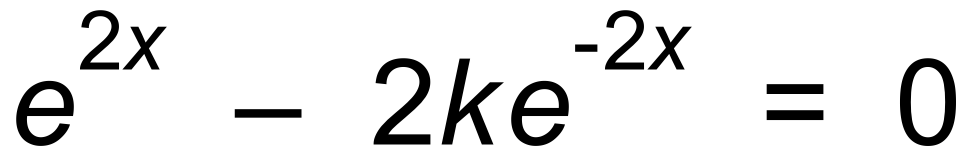 e^{2x} – 2ke^{-2x} = 0